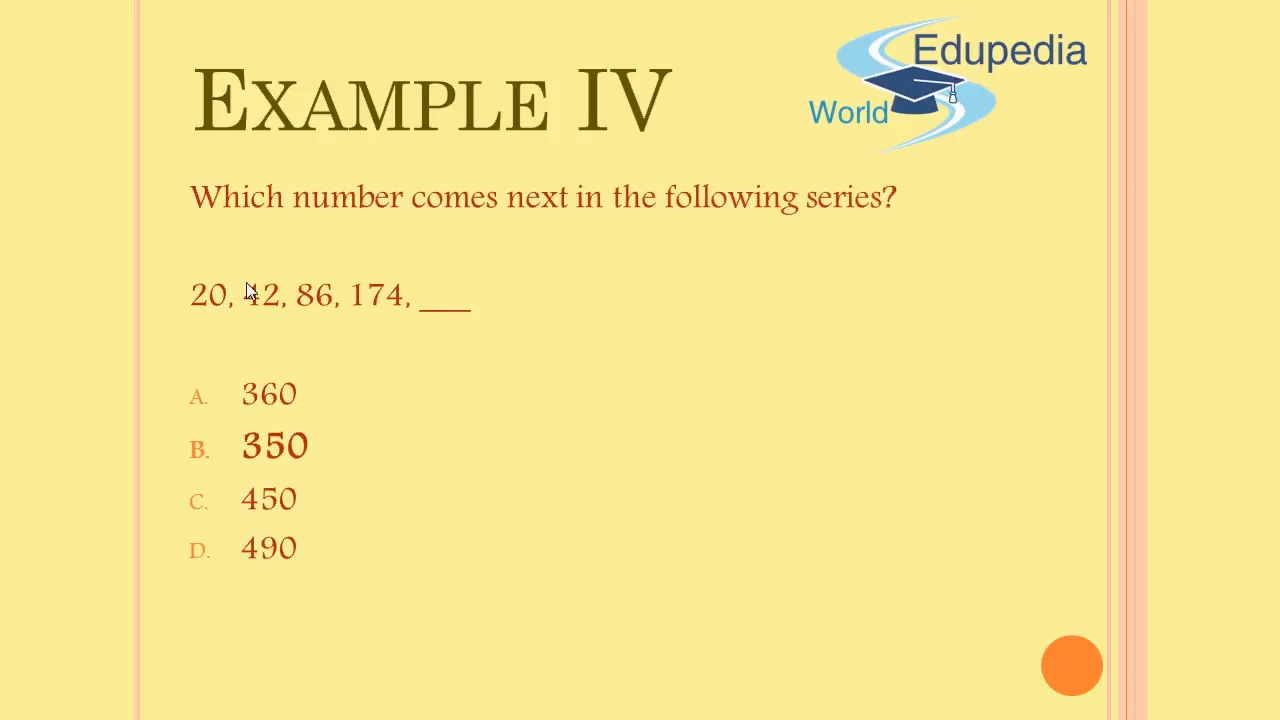 Edupedia
World
EXAMPLE IV
Which number comes next in the following series?
20, 42, 86, 174, ___
A. 360
B. 350
C. 450
D. 490